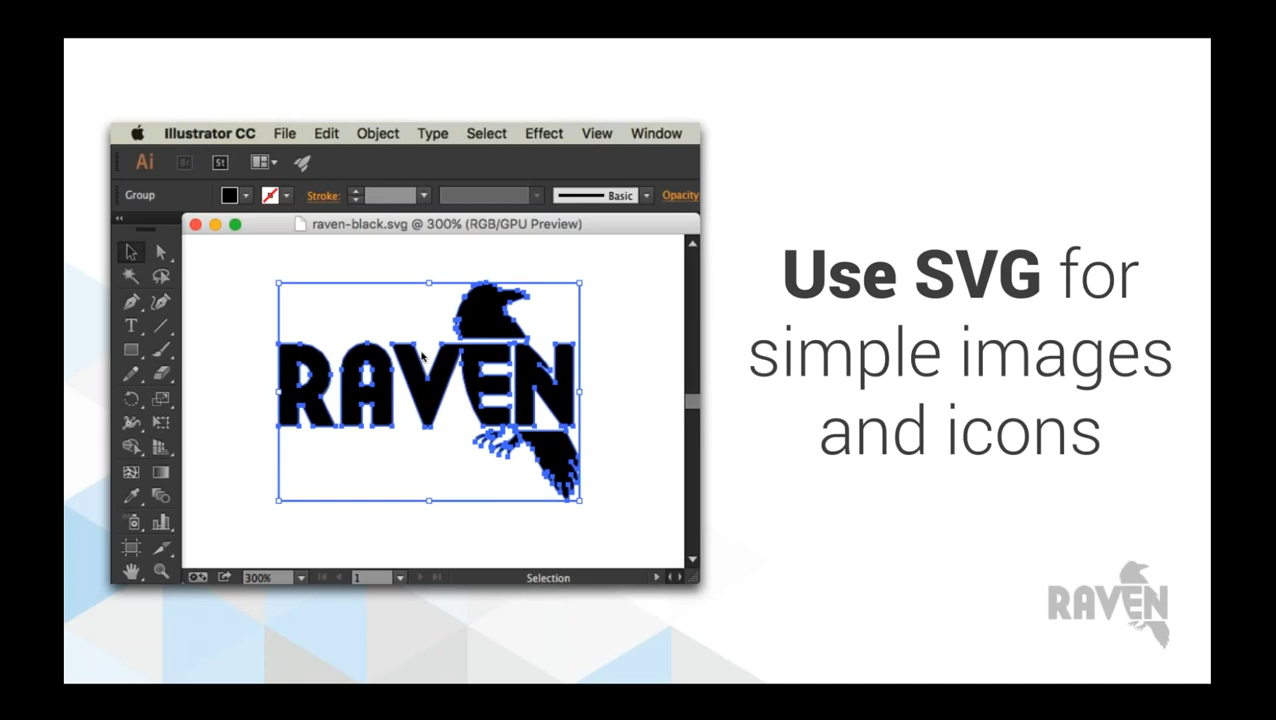 Illustrator CC File Edit Object Type Select Effect View Window
Ai Br St
Group Stroke: Basic Opacity
raven-black.svg @ 300% (RGB/GPU Preview)
T
RAVEN
300% 1 Selection
Use SVG for
simple images
and icons
RAVEN